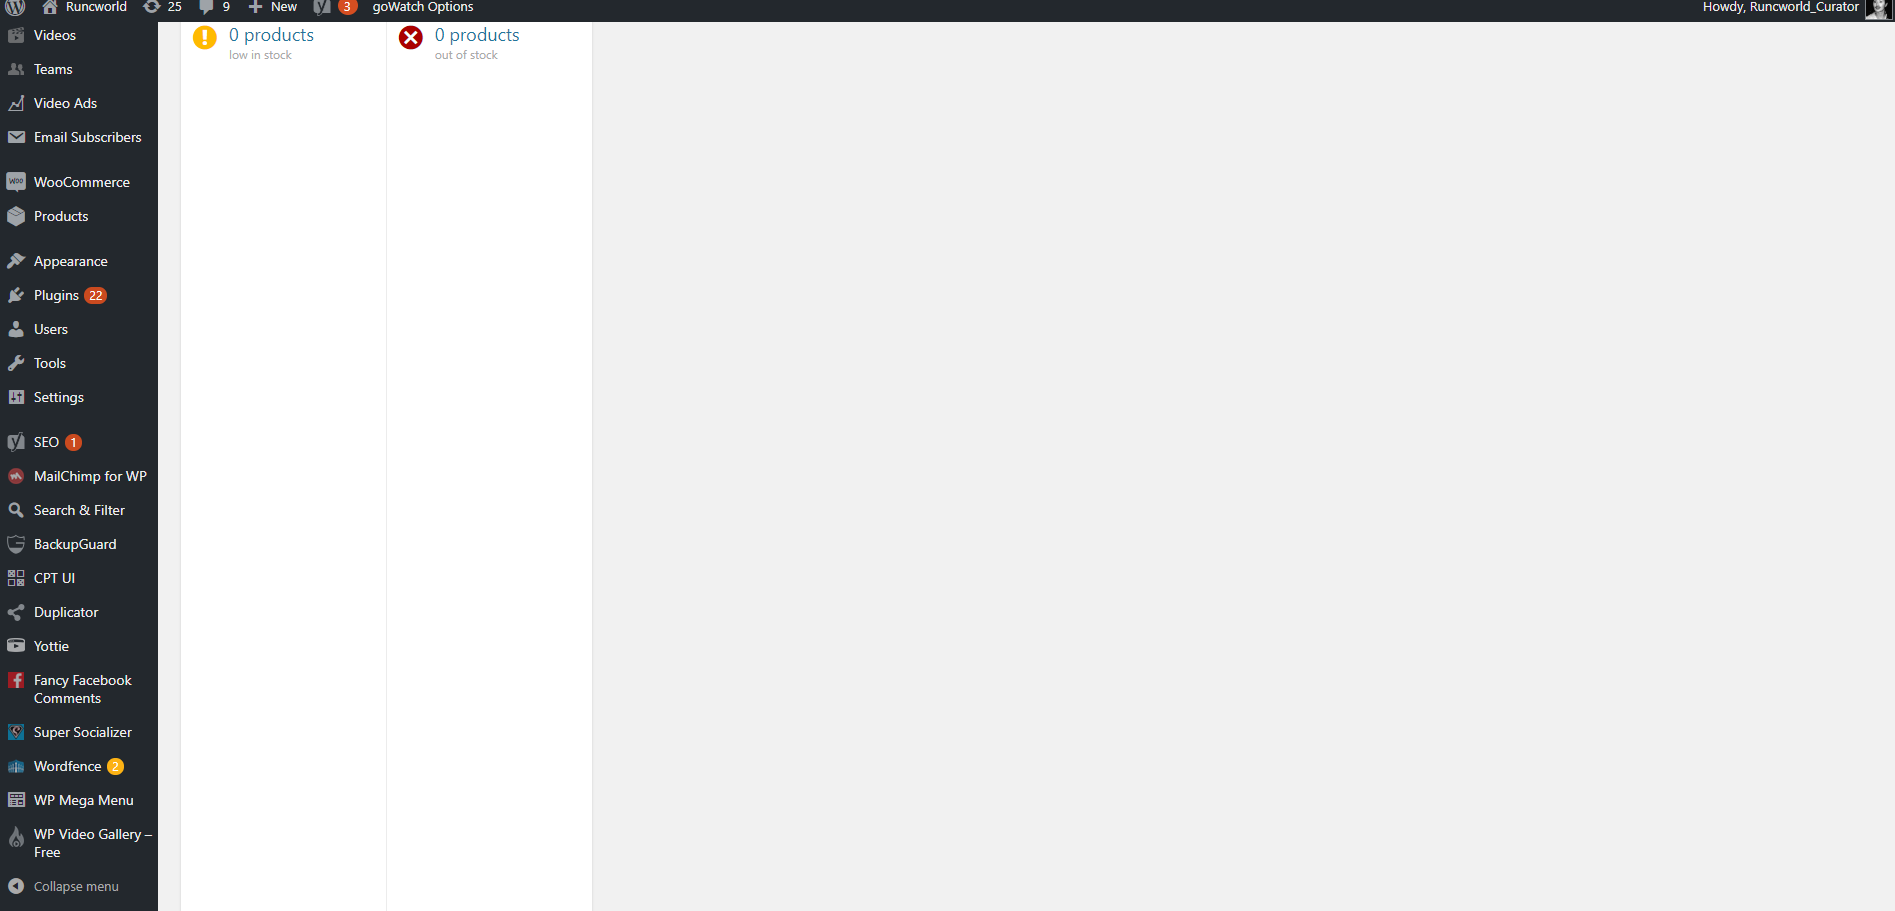 Runcworld 25 9 New 3 goWatch Options Howdy, Runcworld_Curator
Videos
Teams
Video Ads
Email Subscribers
WooCommerce
Products
Appearance
Plugins 22
Users
Tools
Settings
SEO 1
MailChimp for WP
Search & Filter
BackupGuard
CPT UI
Duplicator
Yottie
Fancy Facebook
Comments
Super Socializer
Wordfence 2
WP Mega Menu
WP Video Gallery –
Free
Collapse menu
0 products
low in stock
0 products
out of stock